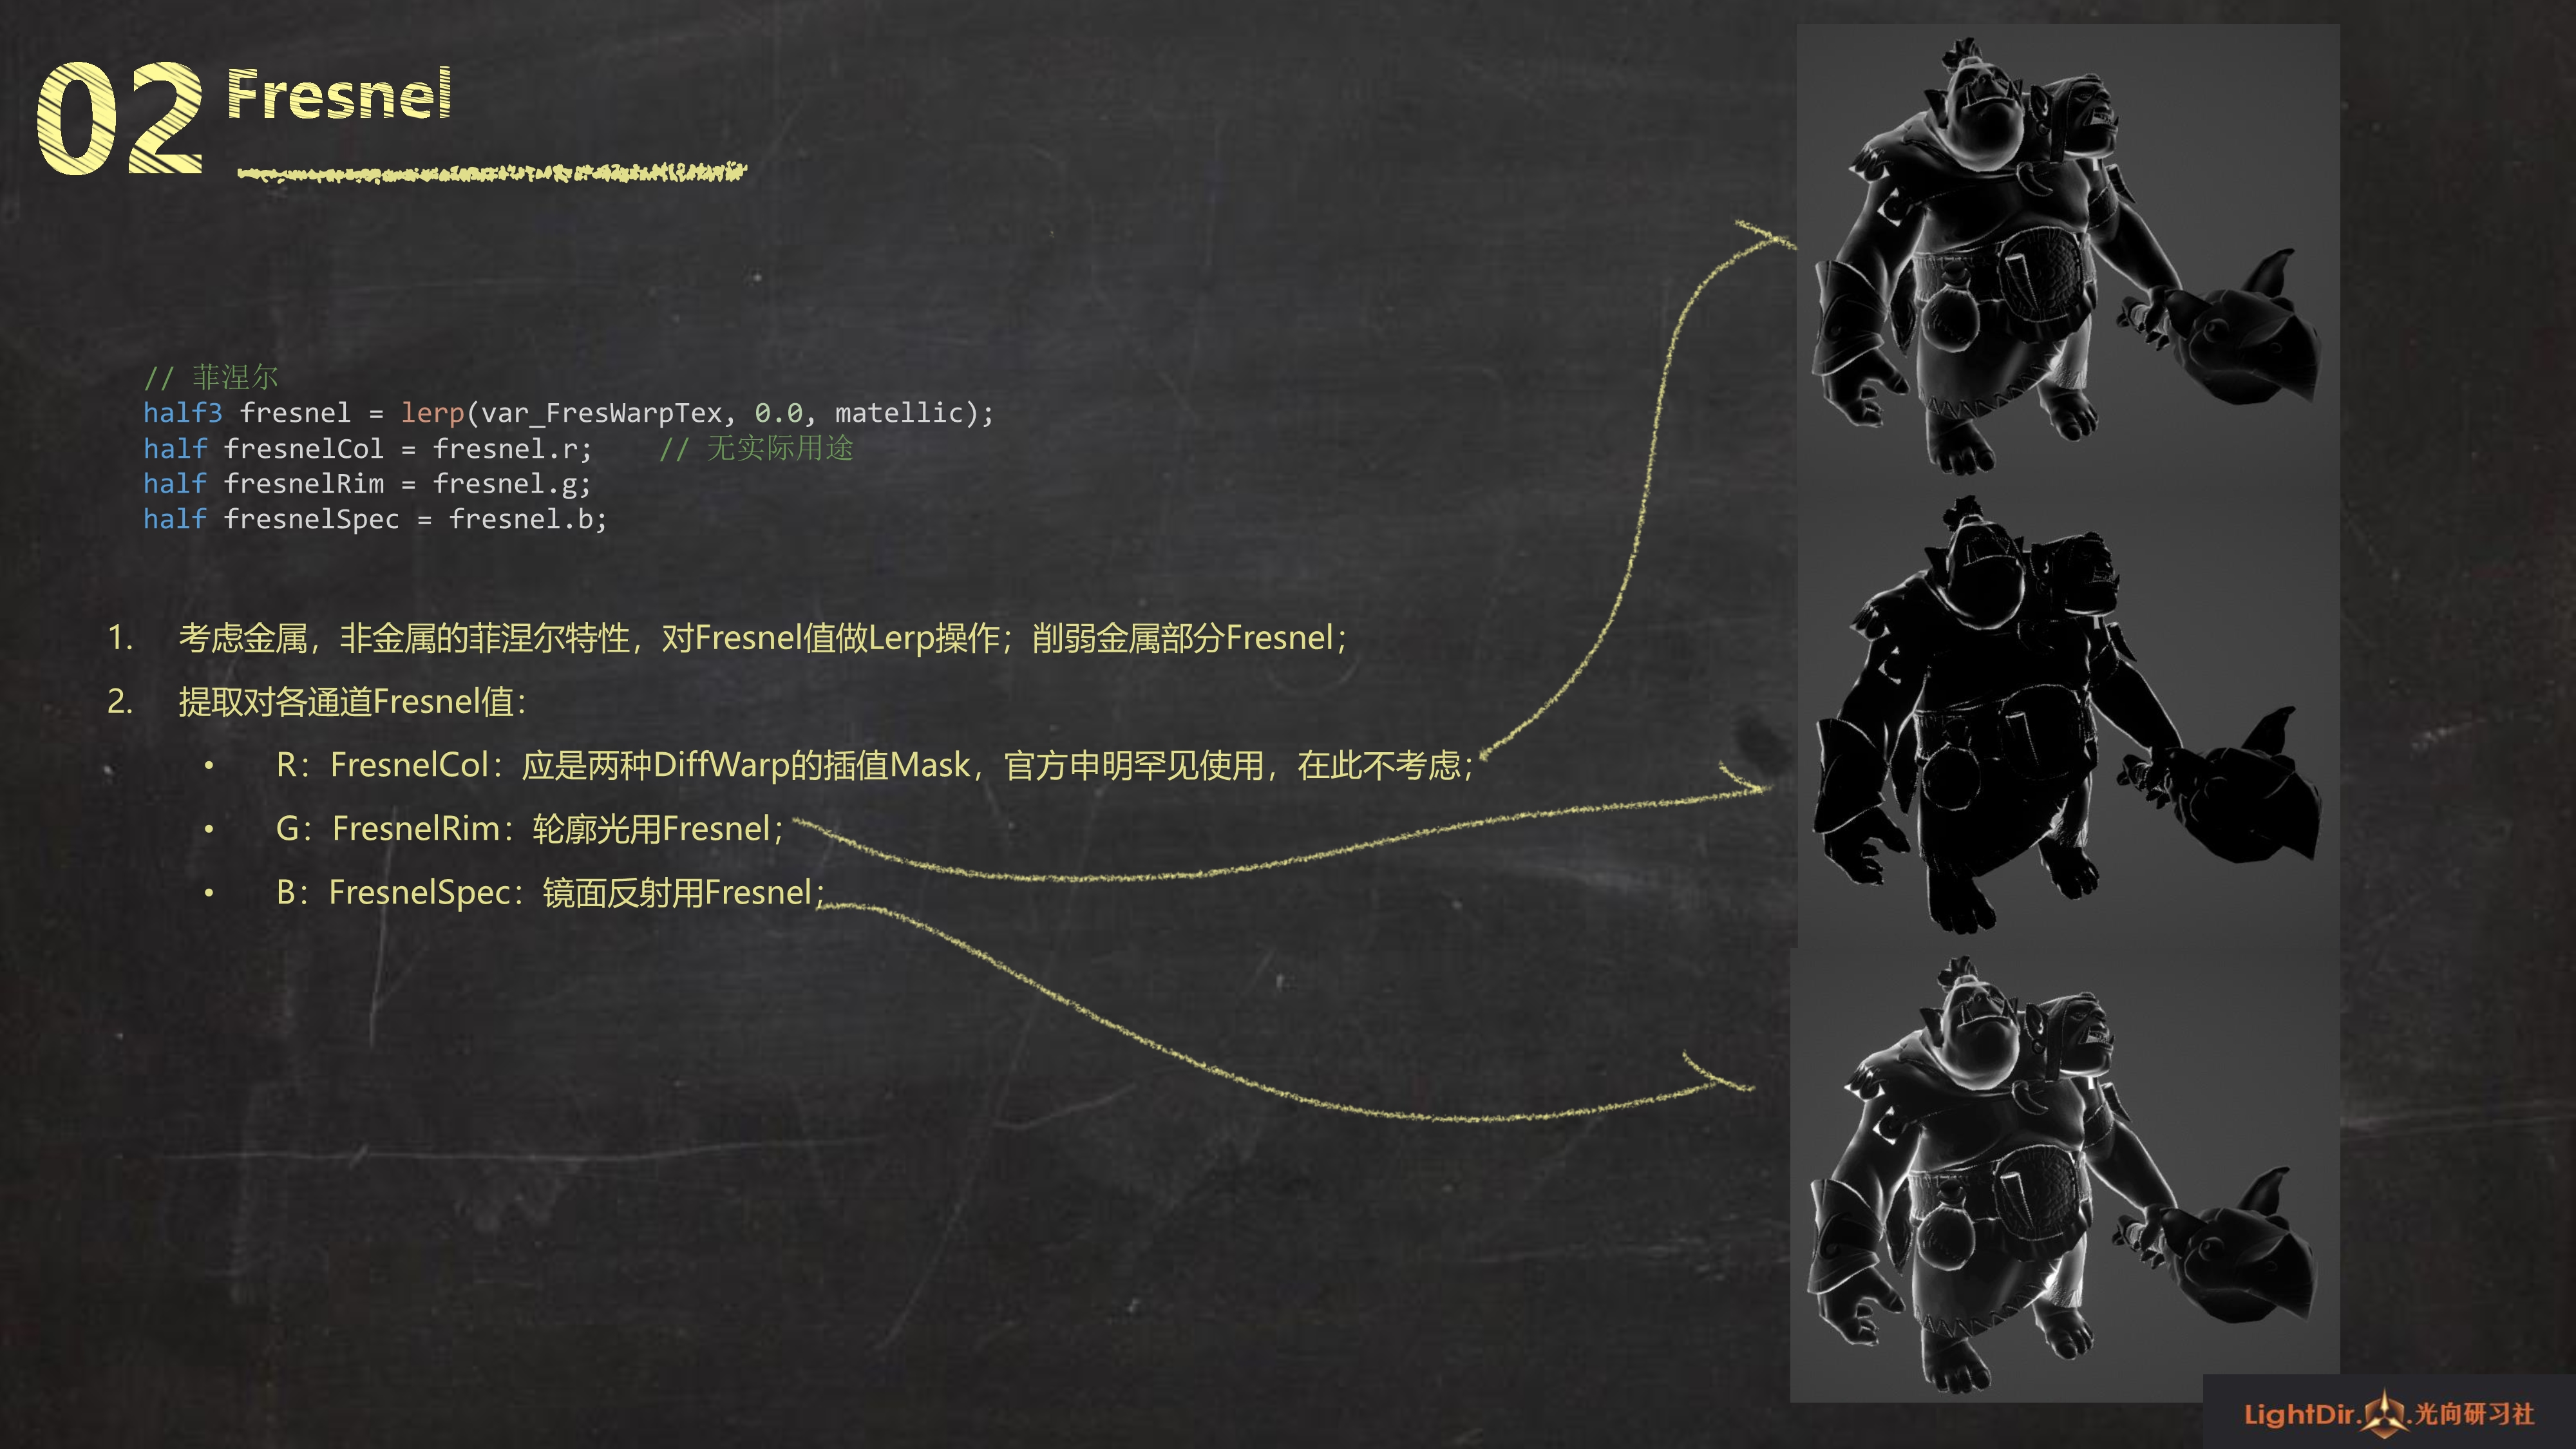 02 Fresnel
// 菲涅尔
half3 fresnel = lerp(var_FresWarpTex, 0.0, matellic);
half fresnelCol = fresnel.r;    // 无实际用途
half fresnelRim = fresnel.g;
half fresnelSpec = fresnel.b;
1. 考虑金属，非金属的菲涅尔特性，对Fresnel值做Lerp操作；削弱金属部分Fresnel；
2. 提取对各通道Fresnel值：
• R：FresnelCol：应是两种DiffWarp的插值Mask，官方申明罕见使用，在此不考虑；
• G：FresnelRim：轮廓光用Fresnel；
• B：FresnelSpec：镜面反射用Fresnel；
LightDir.光向研习社